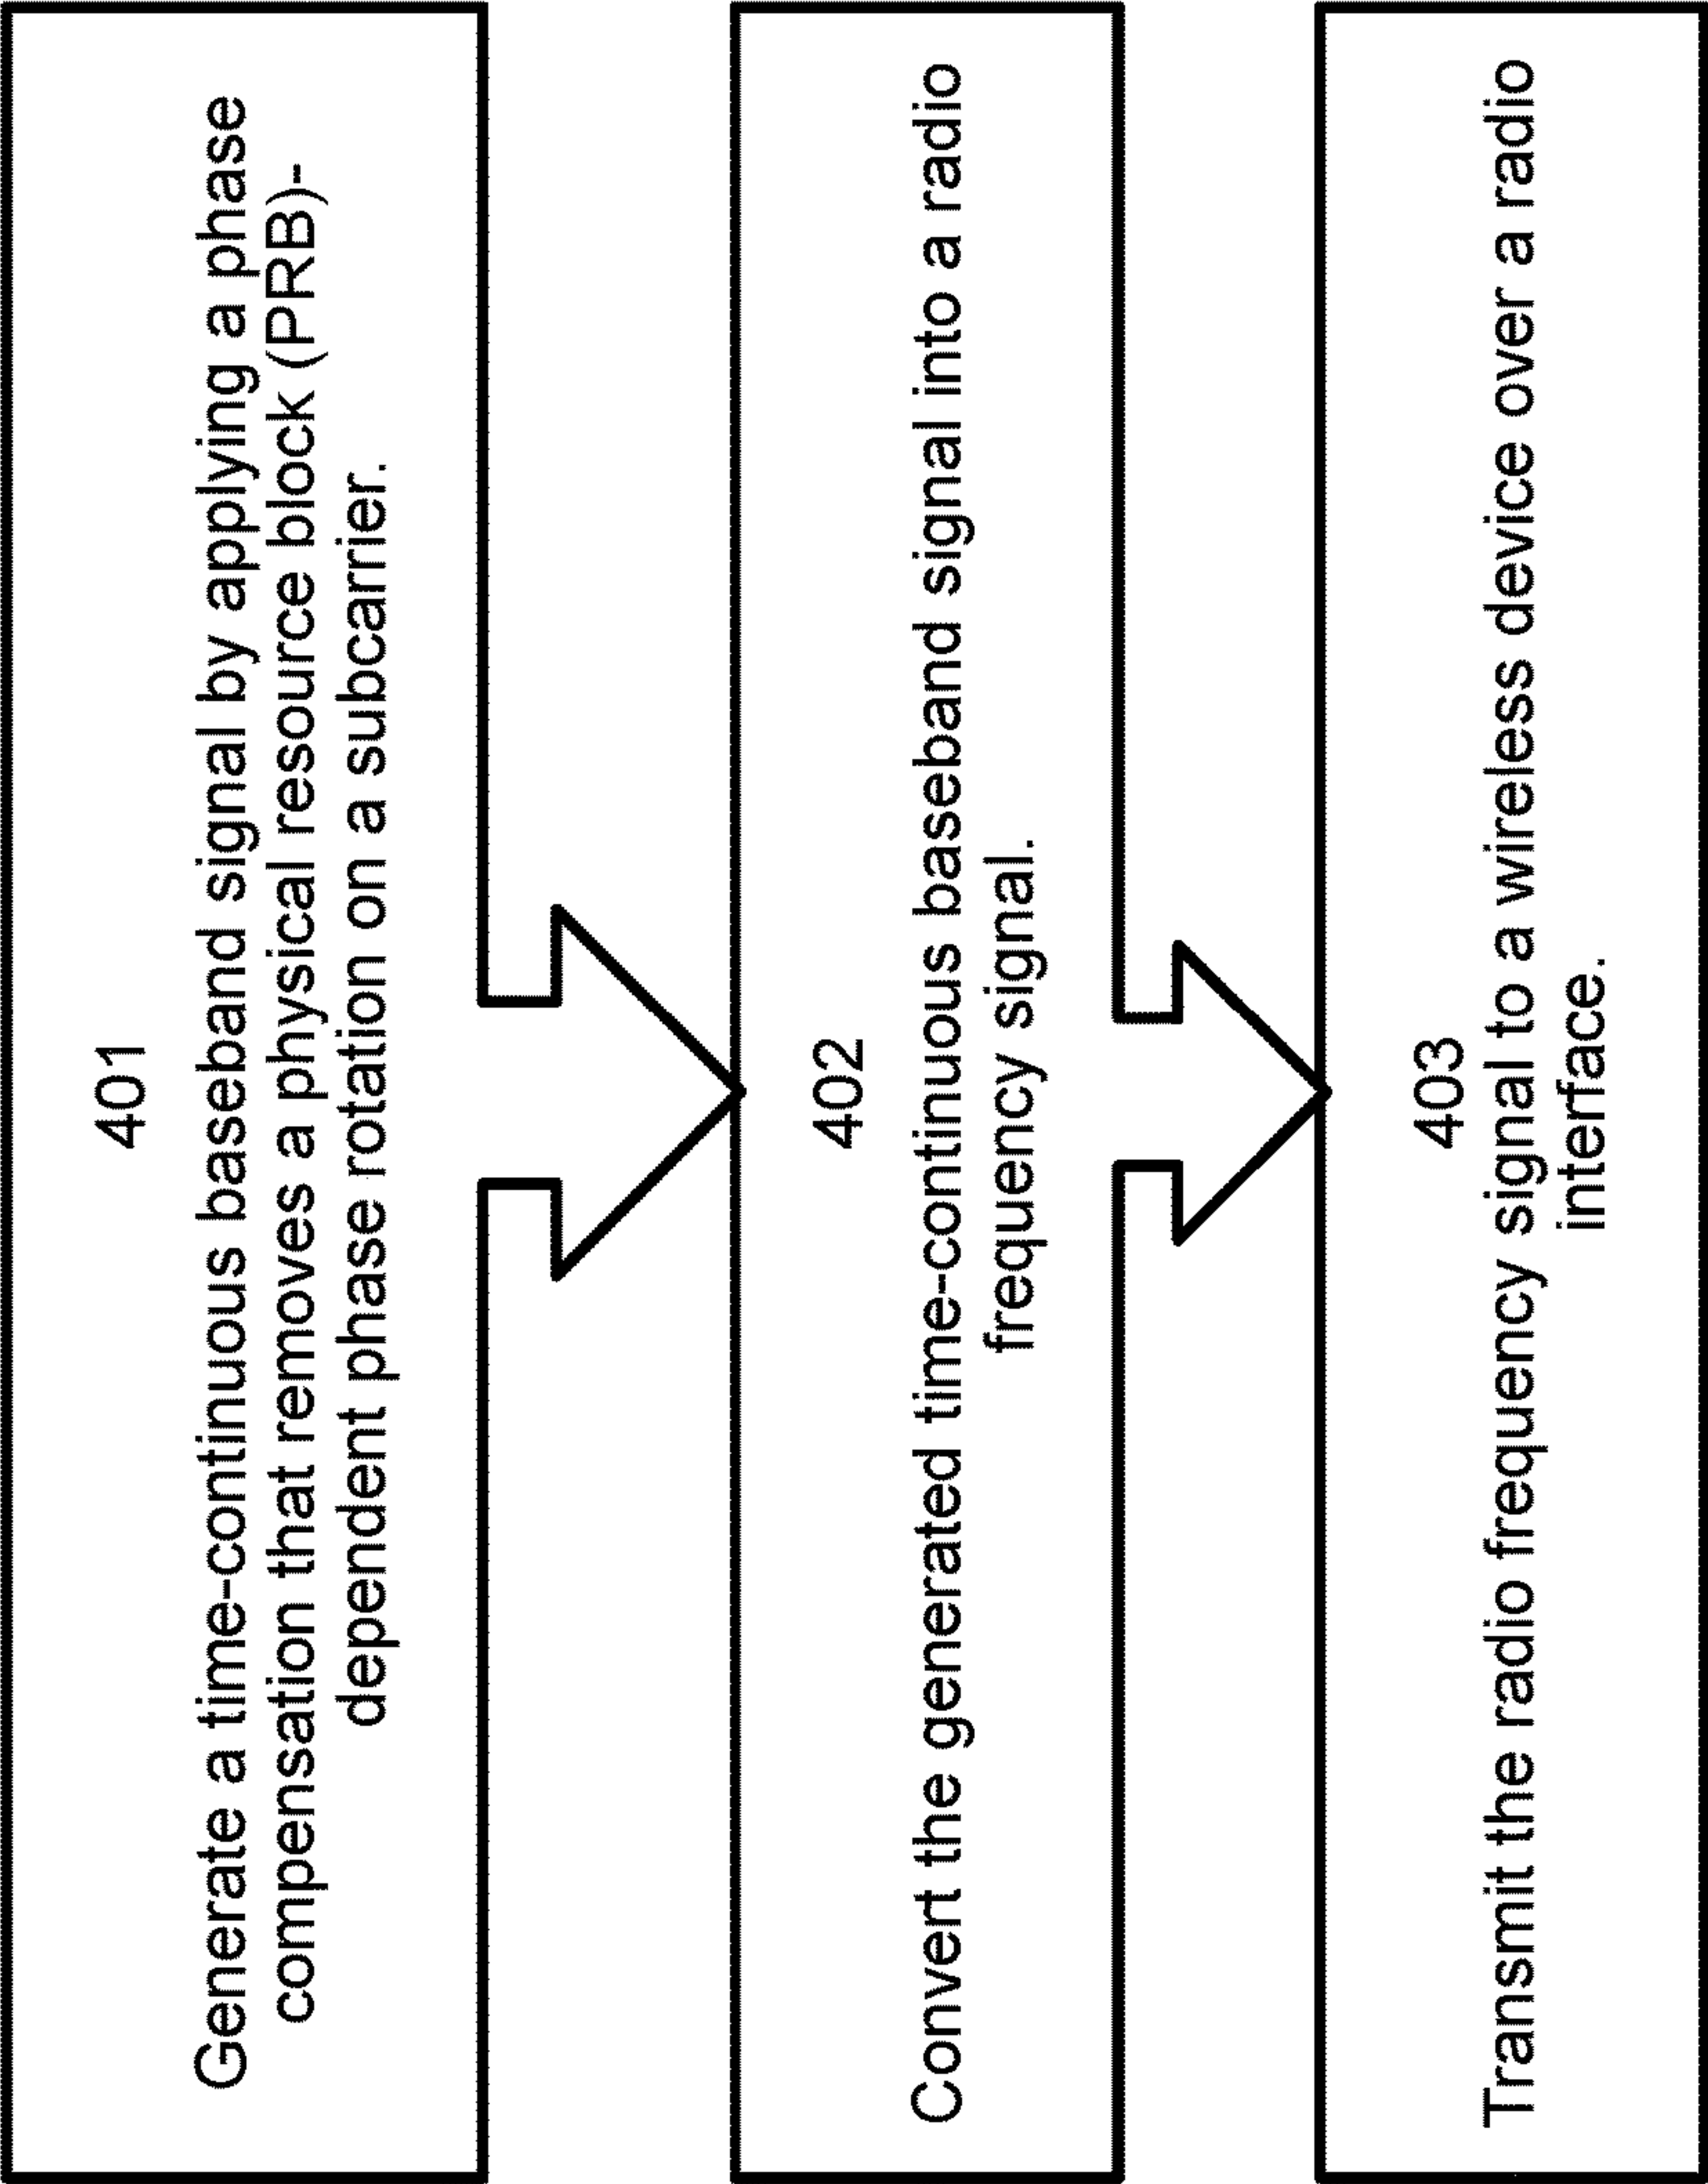 401
Generate a time-continuous baseband signal by applying a phase
compensation that removes a physical resource block (PRB)-
dependent phase rotation on a subcarrier.
402
Convert the generated time-continuous baseband signal into a radio
frequency signal.
403
Transmit the radio frequency signal to a wireless device over a radio
interface.